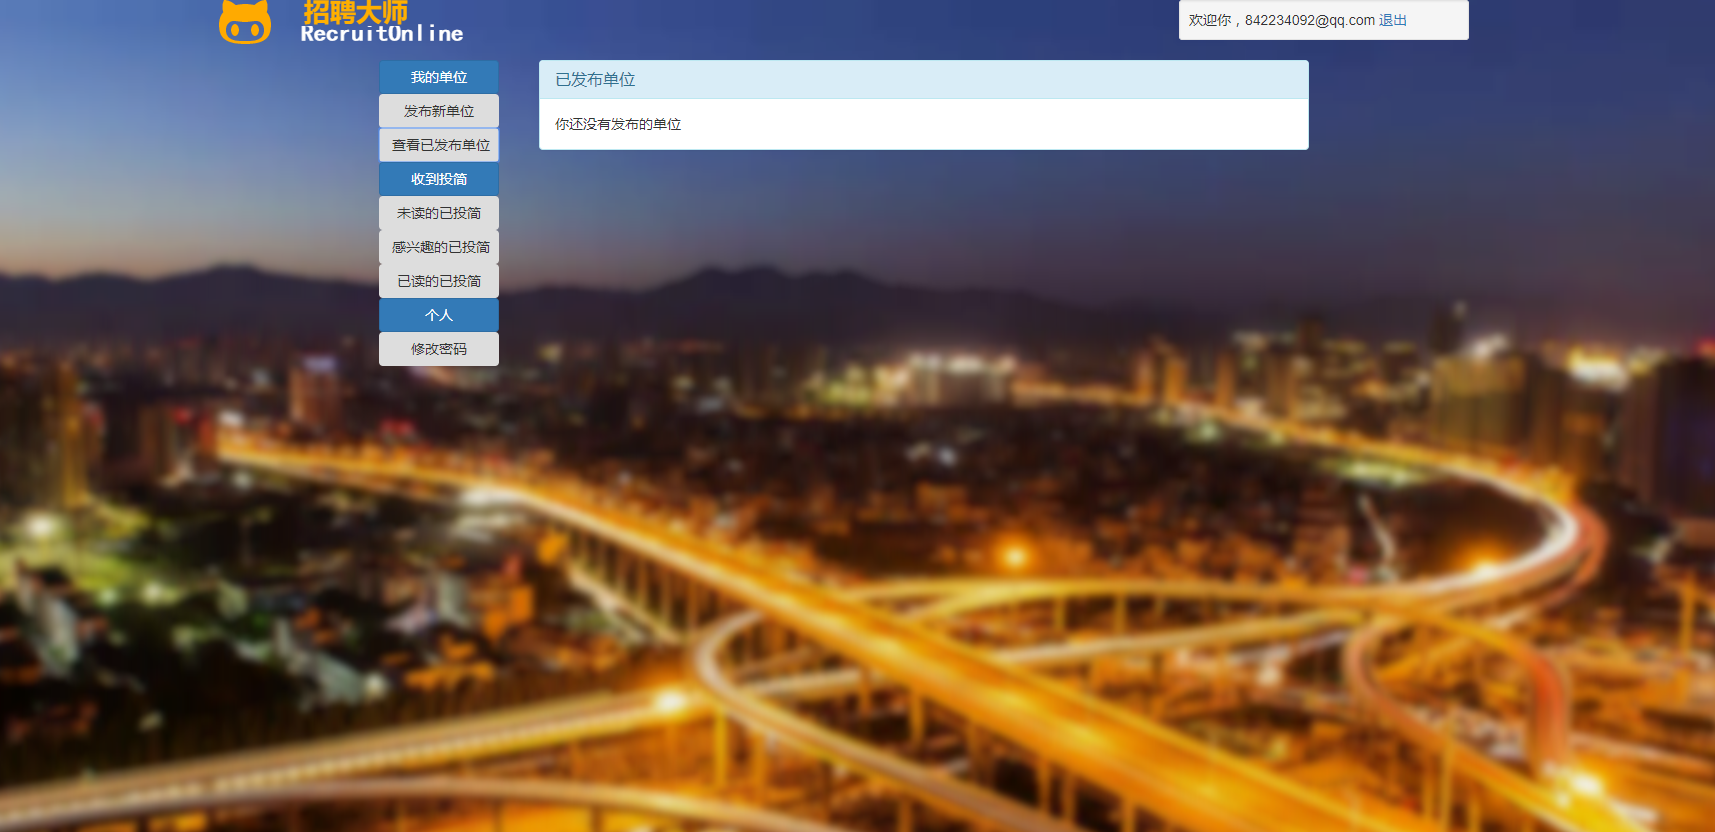 招聘大师
RecruitOnline
欢迎你，842234092@qq.com 退出
我的单位
发布新单位
查看已发布单位
收到投简
未读的已投简
感兴趣的已投简
已读的已投简
个人
修改密码
已发布单位
你还没有发布的单位